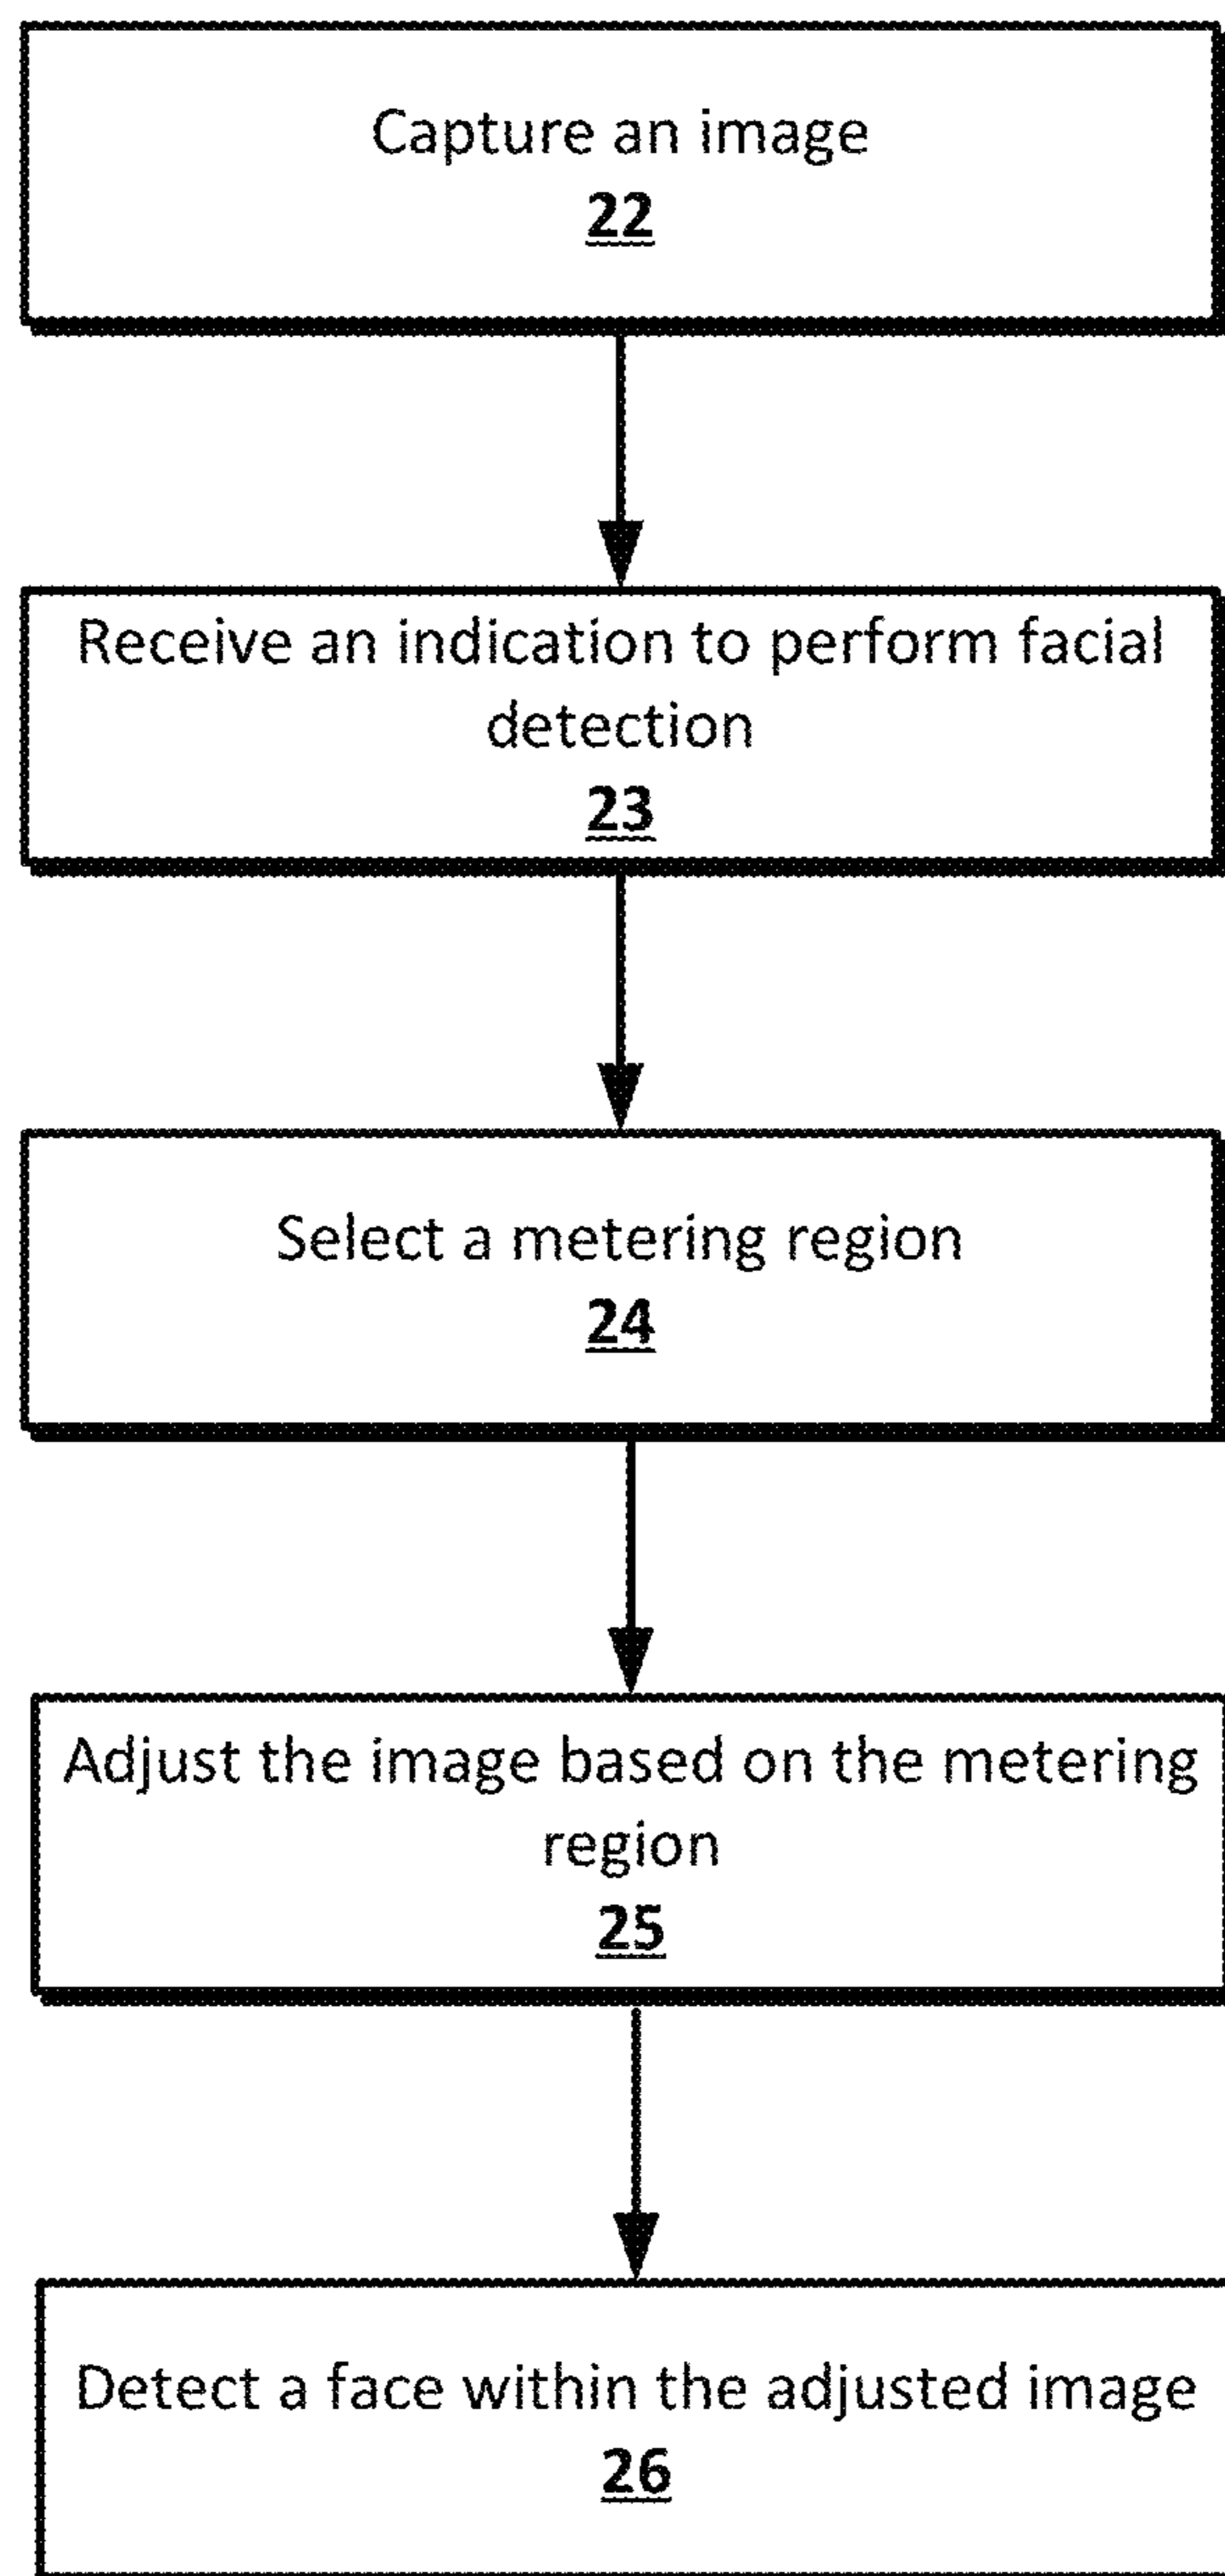 Capture an image
22
Receive an indication to perform facial
detection
23
Select a metering region
24
Adjust the image based on the metering
region
25
Detect a face within the adjusted image
26